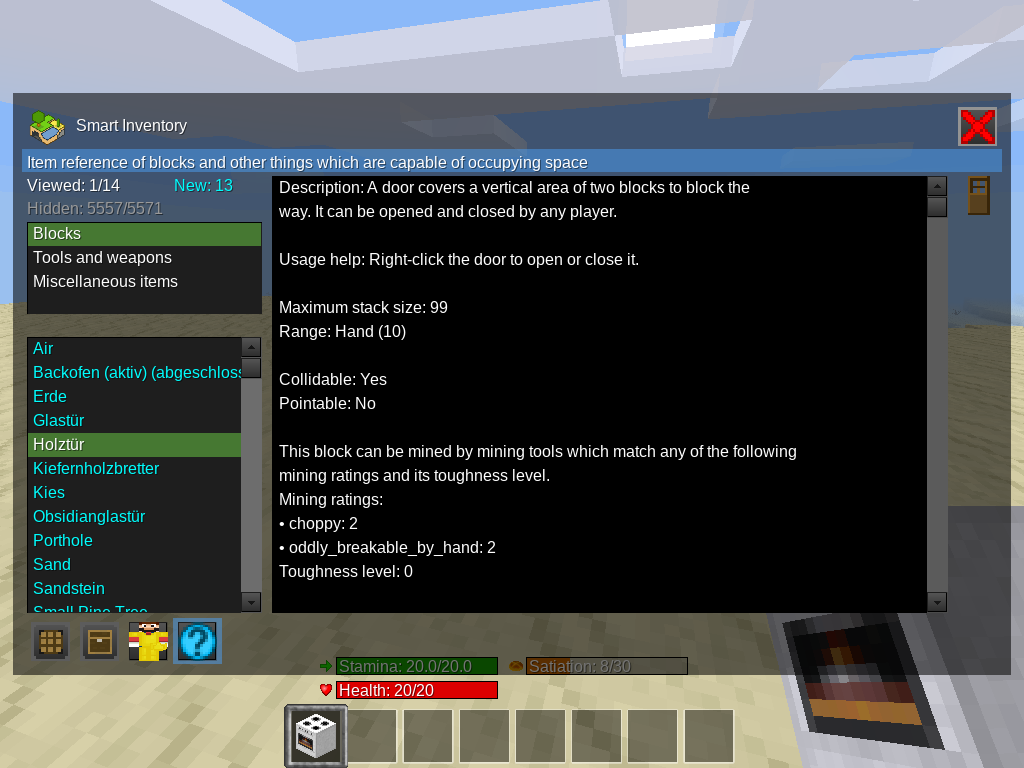 Smart Inventory
Item reference of blocks and other things which are capable of occupying space
Viewed: 1/14
New: 13
Hidden: 5557/5571
Blocks
Tools and weapons
Miscellaneous items
Air
Backofen (aktiv) (abgeschloss
Erde
Glastür
Holztür
Kiefernholzbretter
Kies
Obsidianglastür
Porthole
Sand
Sandstein
Small Pine Tree
Description: A door covers a vertical area of two blocks to block the
way. It can be opened and closed by any player.
Usage help: Right-click the door to open or close it.
Maximum stack size: 99
Range: Hand (10)
Collidable: Yes
Pointable: No
This block can be mined by mining tools which match any of the following
mining ratings and its toughness level.
Mining ratings:
• choppy: 2
• oddly_breakable_by_hand: 2
Toughness level: 0
Stamina: 20.0/20.0
Satiation: 8/30
Health: 20/20